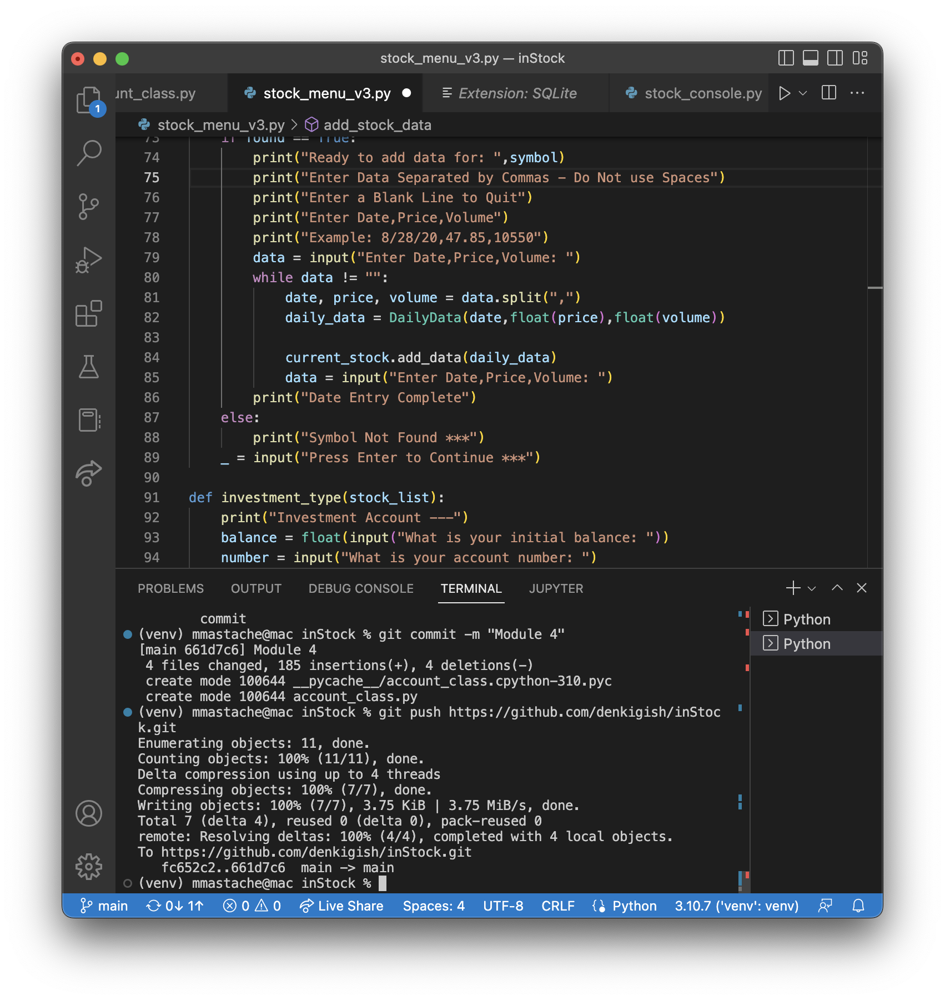 stock_menu_v3.py — inStock
unt_class.py
stock_menu_v3.py
Extension: SQLite
stock_console.py
1
stock_menu_v3.py > add_stock_data
73 if found == True:
74 print("Ready to add data for: ",symbol)
75 print("Enter Data Separated by Commas - Do Not use Spaces")
76 print("Enter a Blank Line to Quit")
77 print("Enter Date,Price,Volume")
78 print("Example: 8/28/20,47.85,10550")
79 data = input("Enter Date,Price,Volume: ")
80 while data != "":
81 date, price, volume = data.split(",")
82 daily_data = DailyData(date,float(price),float(volume))
83
84 current_stock.add_data(daily_data)
85 data = input("Enter Date,Price,Volume: ")
86 print("Date Entry Complete")
87 else:
88 print("Symbol Not Found ***")
89 _ = input("Press Enter to Continue ***")
90
91 def investment_type(stock_list):
92 print("Investment Account ---")
93 balance = float(input("What is your initial balance: "))
94 number = input("What is your account number: ")
PROBLEMS OUTPUT DEBUG CONSOLE TERMINAL JUPYTER
commit
(venv) mmastache@mac inStock % git commit -m "Module 4"
[main 661d7c6] Module 4
4 files changed, 185 insertions(+), 4 deletions(-)
create mode 100644 __pycache__/account_class.cpython-310.pyc
create mode 100644 account_class.py
(venv) mmastache@mac inStock % git push https://github.com/denkigish/inStoc
k.git
Enumerating objects: 11, done.
Counting objects: 100% (11/11), done.
Delta compression using up to 4 threads
Compressing objects: 100% (7/7), done.
Writing objects: 100% (7/7), 3.75 KiB | 3.75 MiB/s, done.
Total 7 (delta 4), reused 0 (delta 0), pack-reused 0
remote: Resolving deltas: 100% (4/4), completed with 4 local objects.
To https://github.com/denkigish/inStock.git
fc652c2..661d7c6 main -> main
(venv) mmastache@mac inStock %
Python
Python
main 0↓ 1↑ 0 0 Live Share Spaces: 4 UTF-8 CRLF Python 3.10.7 ('venv': venv)